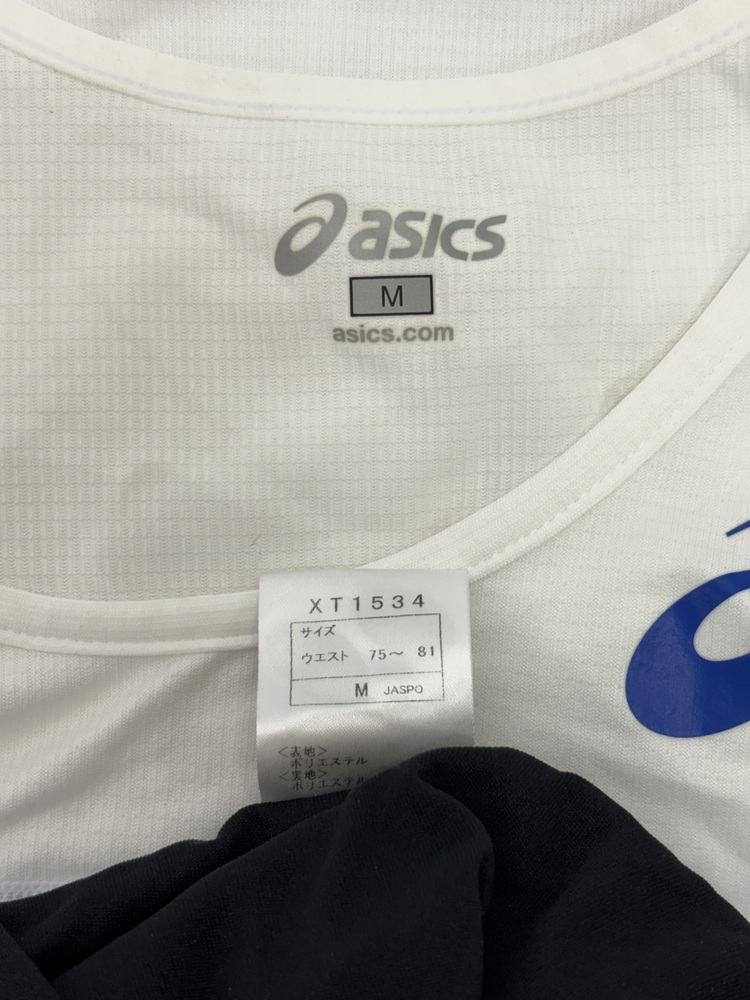 asics
M
asics.com
XT1534
サイズ
ウエスト 75～ 81
M JASPO
＜表地＞
ポリエステル
＜裏地＞
ポリエステル